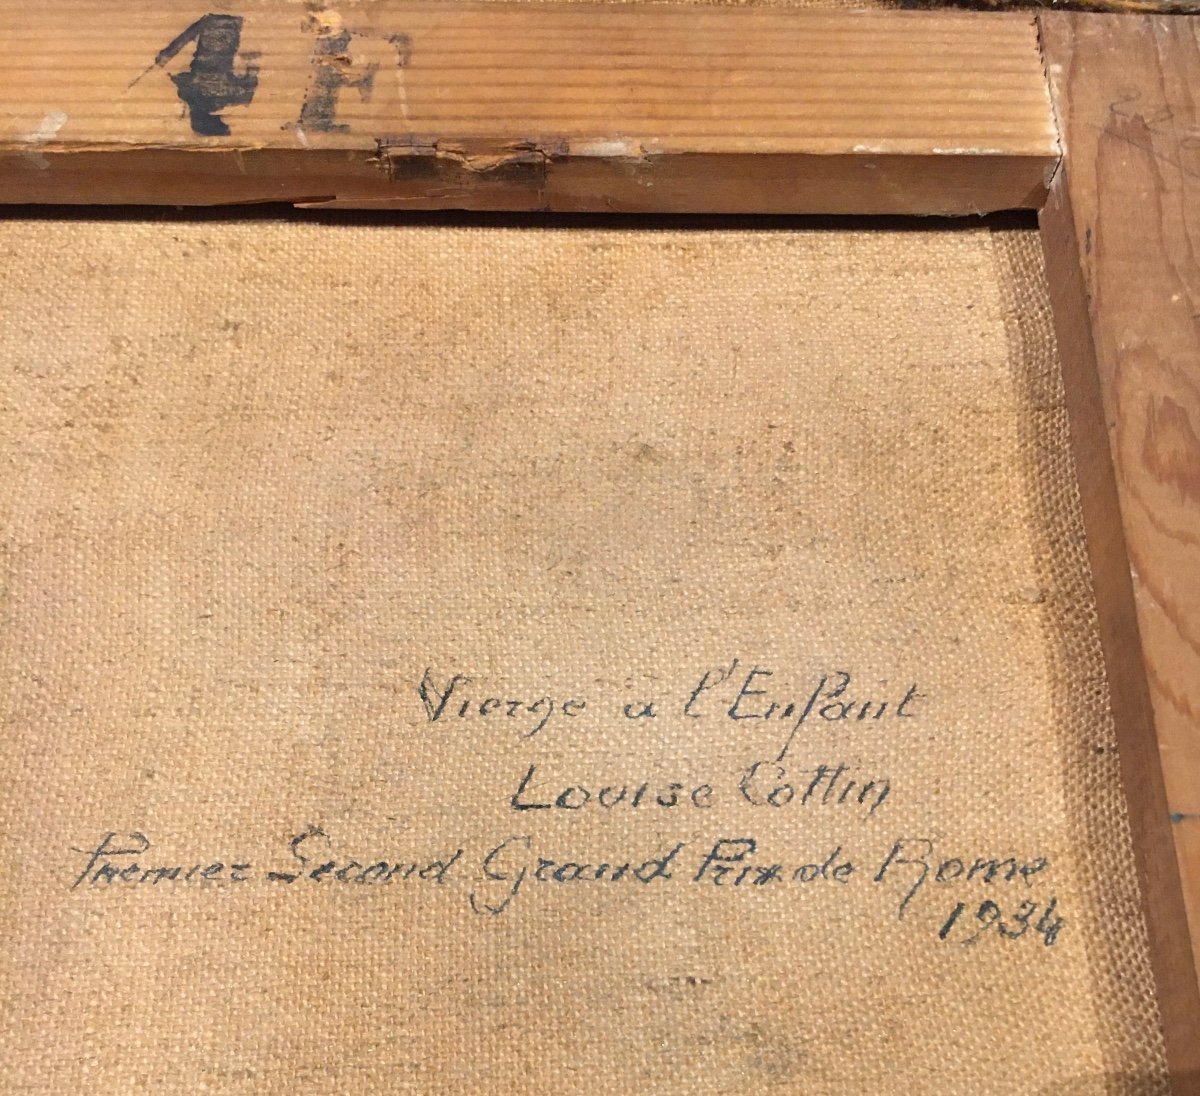 4F
Vierge a l'Enfant
Louise Cottin
Premier Second Grand Prix de Rome
1934